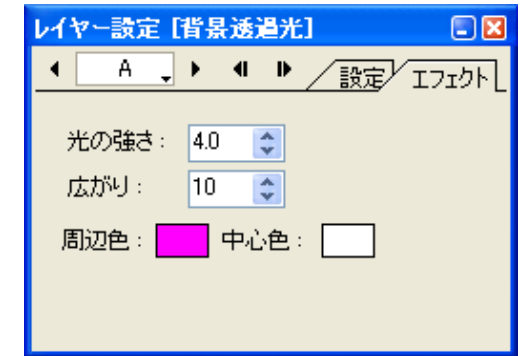 レイヤー設定 [背景透過光]
A 設定 エフェクト
光の強さ： 4.0
広がり： 10
周辺色： 中心色：